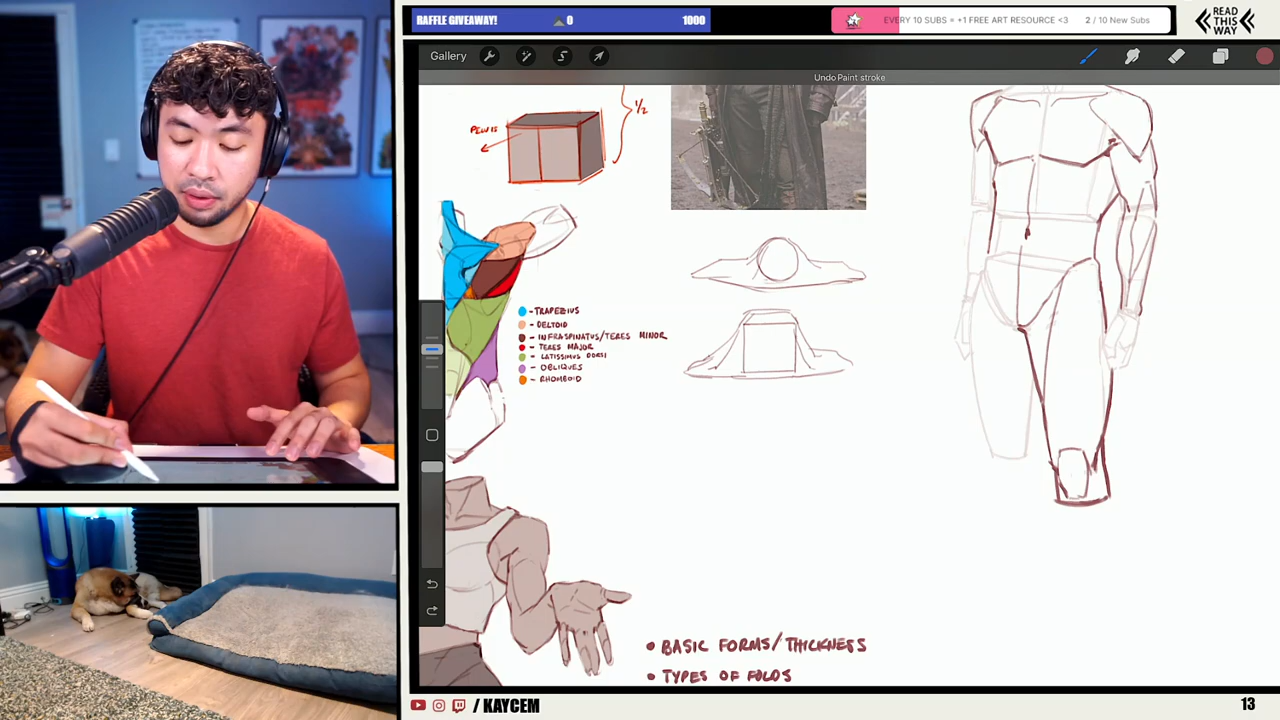 RAFFLE GIVEAWAY! 0 1000
EVERY 10 SUBS = +1 FREE ART RESOURCE <3 2 / 10 New Subs
READ
THIS
WAY
Gallery
Undo Paint stroke
1/2
PELVIS
- TRAPEZIUS
- DELTOID
- INFRASPINATUS/TERES MINOR
- TERES MAJOR
- LATISSIMUS DORSI
- OBLIQUES
- RHOMBOID
• BASIC FORMS/THICKNESS
• TYPES OF FOLDS
/ KAYCEM
13